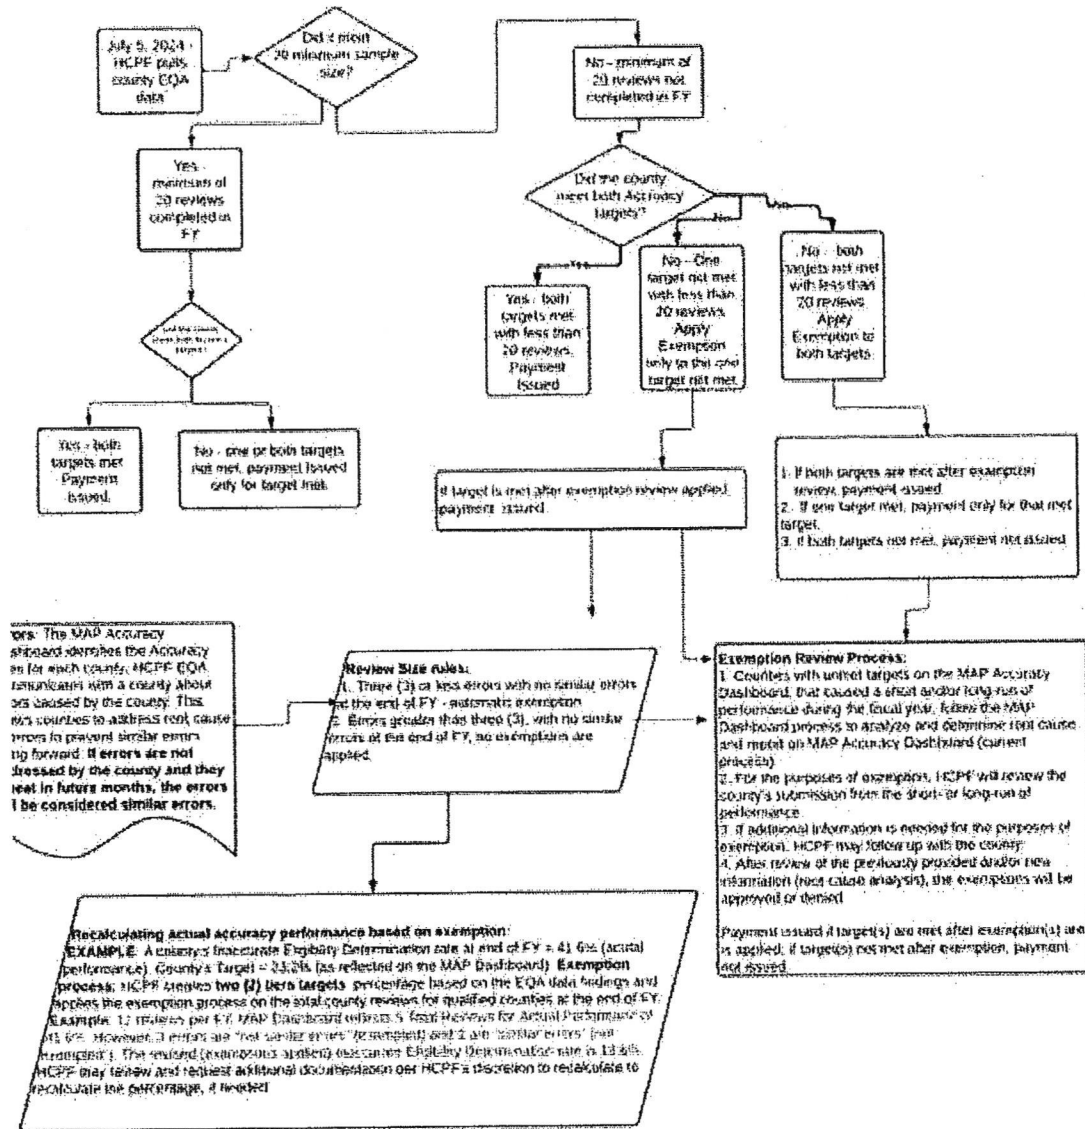 July 5, 2024 -
HCPF pulls
county EQA
data
Did it meet
20 minimum sample
size?
No - minimum of
20 reviews not
completed in FY
Yes -
minimum of
20 reviews
completed in
FY
Did the county
meet both Accuracy
targets?
No
Yes
No - One
target not met
with less than
20 reviews.
Apply
Exemption
only to the one
target not met.
No - both
targets not met
with less than
20 reviews.
Apply
Exemption to
both targets.
Yes - both
targets met
with less than
20 reviews.
Payment
Issued
Yes - both
targets met.
Payment
Issued.
No - one or both targets
not met, payment issued
only for target met.
If target is met after exemption review applied,
payment issued.
1. If both targets are met after exemption
review, payment issued
2. If one target met, payment only for that met
target.
3. If both targets not met, payment not issued
ors: The MAP Accuracy
shboard identifies the Accuracy
es for each county. HCPF EQA
mmunicates with a county about
ors caused by the county. This
ws counties to address root cause
errors to prevent similar errors
ng forward. If errors are not
dressed by the county and they
eat in future months, the errors
l be considered similar errors.
Review Size rules:
1. Three (3) or less errors with no similar errors
at the end of FY - automatic exemption
2. Errors greater than three (3), with no similar
errors at the end of FY, no exemptions are
applied.
Exemption Review Process:
1. Counties with unmet targets on the MAP Accuracy
Dashboard, that caused a short and/or long-run of
performance during the fiscal year, follow the MAP
Dashboard process to analyze and determine root cause
and report on MAP Accuracy Dashboard (current
process)
2. For the purposes of exemption, HCPF will review the
county's submission from the short- or long-run of
performance
3. If additional information is needed for the purposes of
exemption, HCPF may follow up with the county
4. After review of the previously provided and/or new
information (root cause analysis), the exemptions will be
approved or denied
Payment issued if target(s) are met after exemption(s) are
is applied; if target(s) not met after exemption, payment
not issued
Recalculating actual accuracy performance based on exemption:
EXAMPLE: A county's Inaccurate Eligibility Determination rate at end of FY = 41.6% (acutal
performance). County's Target = 23.2% (as reflected on the MAP Dashboard). Exemption
process: HCPF creates two (2) tiers targets percentage based on the EQA data findings and
applies the exemption process on the total county reviews for qualified counties at the end of FY.
Example: 12 reviews per FY, MAP Dashboard reflects 5 Total Reviews for Actual Performance of
41.6%. However, 3 errors are "not similar errors" (exempted) and 2 are "similar errors" (not
exempted"). The revised (exemptions applied) Eligibility Determination rate is
HCPF may review and request additional documentation per HCPF's discretion to recalculate to
recalculate the percentage, if needed